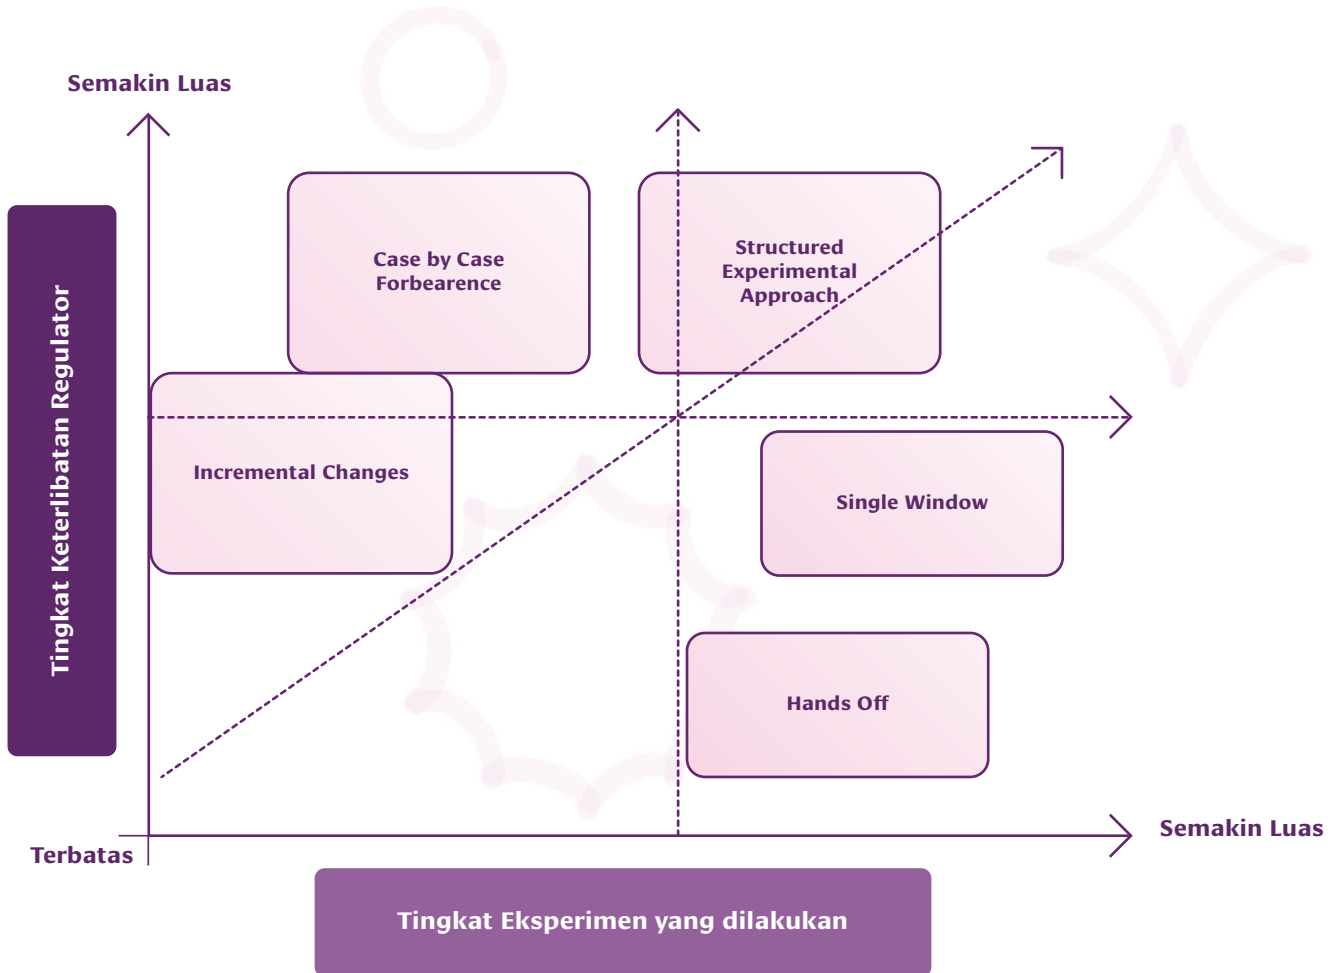 Semakin Luas
Tingkat Keterlibatan Regulator
Case by Case
Forbearence
Structured
Experimental
Approach
Incremental Changes
Single Window
Hands Off
Semakin Luas
Terbatas
Tingkat Eksperimen yang dilakukan